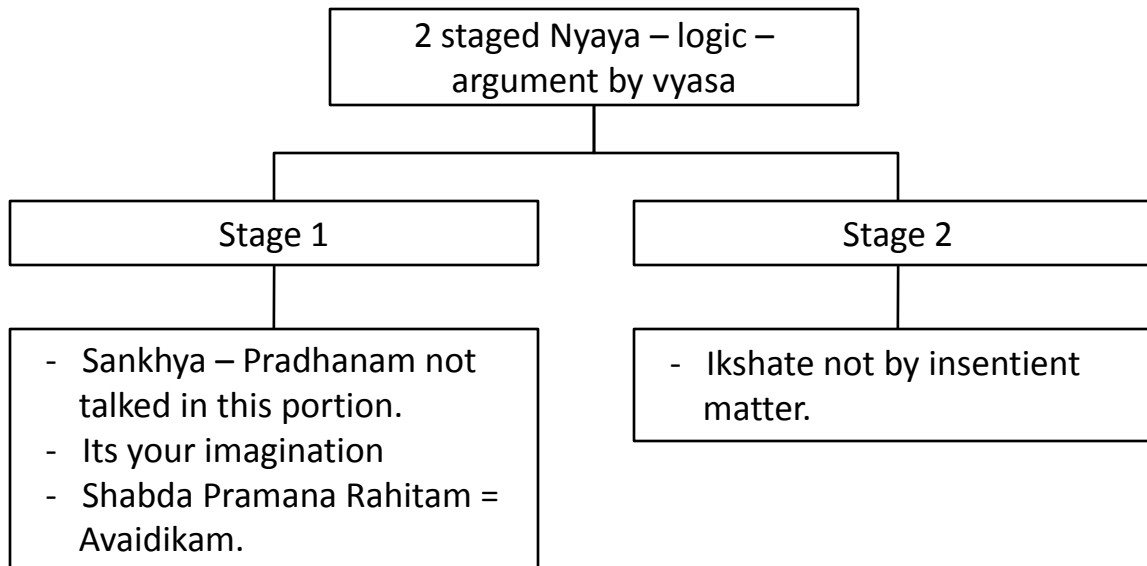 2 staged Nyaya – logic –
argument by vyasa
Stage 1
Stage 2
- Sankhya – Pradhanam not
talked in this portion.
- Its your imagination
- Shabda Pramana Rahitam =
Avaidikam.
- Ikshate not by insentient
matter.